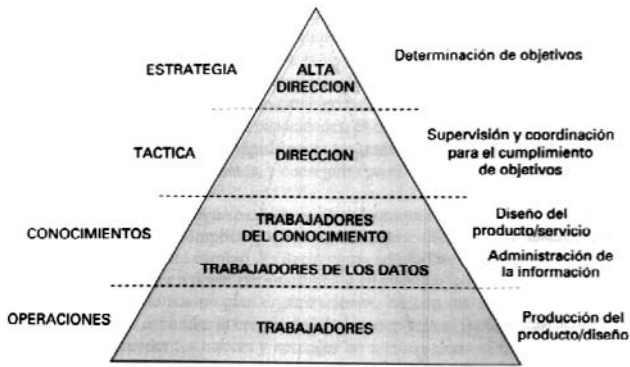 ESTRATEGIA
ALTA
DIRECCION
Determinación de objetivos
TACTICA
DIRECCION
Supervisión y coordinación
para el cumplimiento
de objetivos
CONOCIMIENTOS
TRABAJADORES
DEL CONOCIMIENTO
TRABAJADORES DE LOS DATOS
Diseño del
producto/servicio
Administración de
la información
OPERACIONES
TRABAJADORES
Producción del
producto/diseño